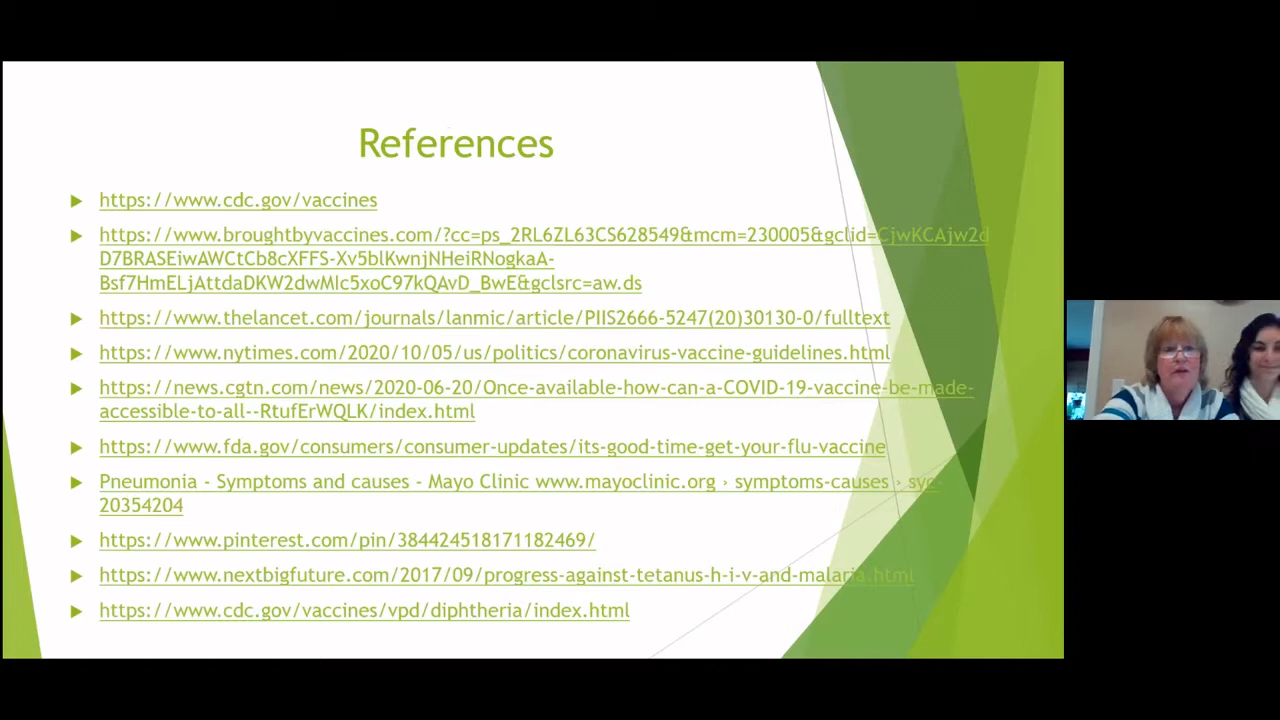 References
https://www.cdc.gov/vaccines
https://www.broughtbyvaccines.com/?cc=ps_2RL6ZL63CS628549&mcm=230005&gclid=CjwKCAjw2d
D7BRASEiwAWCtCb8cXFFS-Xv5blKwnjNHeiRNogkaA-
Bsf7HmELjAttdaDKW2dwMIc5xoC97kQAvD_BwE&gclsrc=aw.ds
https://www.thelancet.com/journals/lanmic/article/PIIS2666-5247(20)30130-0/fulltext
https://www.nytimes.com/2020/10/05/us/politics/coronavirus-vaccine-guidelines.html
https://news.cgtn.com/news/2020-06-20/Once-available-how-can-a-COVID-19-vaccine-be-made-
accessible-to-all--RtufErWQLK/index.html
https://www.fda.gov/consumers/consumer-updates/its-good-time-get-your-flu-vaccine
Pneumonia - Symptoms and causes - Mayo Clinic www.mayoclinic.org › symptoms-causes › syc-
20354204
https://www.pinterest.com/pin/384424518171182469/
https://www.nextbigfuture.com/2017/09/progress-against-tetanus-h-i-v-and-malaria.html
https://www.cdc.gov/vaccines/vpd/diphtheria/index.html